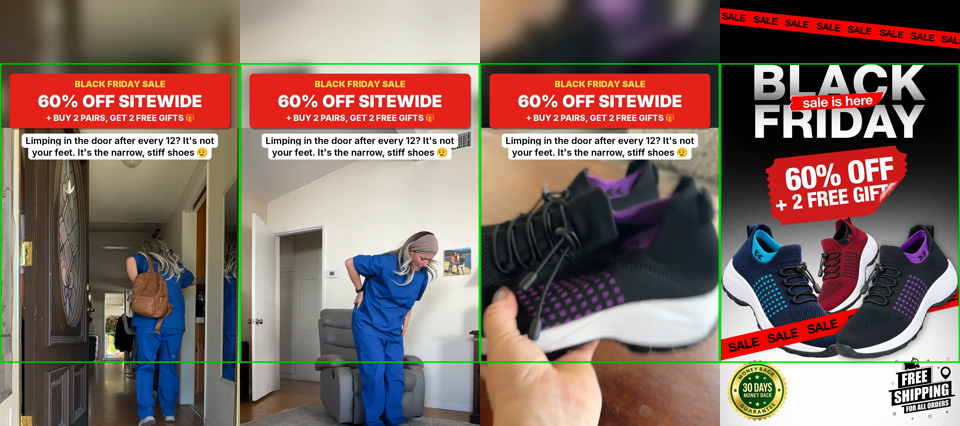 BLACK FRIDAY SALE
60% OFF SITEWIDE
+ BUY 2 PAIRS, GET 2 FREE GIFTS 🎁
Limping in the door after every 12? It's not
your feet. It's the narrow, stiff shoes 😮‍💨
BLACK FRIDAY SALE
60% OFF SITEWIDE
+ BUY 2 PAIRS, GET 2 FREE GIFTS 🎁
Limping in the door after every 12? It's not
your feet. It's the narrow, stiff shoes 😮‍💨
BLACK FRIDAY SALE
60% OFF SITEWIDE
+ BUY 2 PAIRS, GET 2 FREE GIFTS 🎁
Limping in the door after every 12? It's not
your feet. It's the narrow, stiff shoes 😮‍💨
SALE SALE SALE SALE SALE SALE SALE SALE
BLACK
sale is here
FRIDAY
60% OFF
+ 2 FREE GIFT
SALE SALE SALE
MONEY BACK
30 DAYS
MONEY BACK
GUARANTEE
FREE
SHIPPING
FOR ALL ORDERS